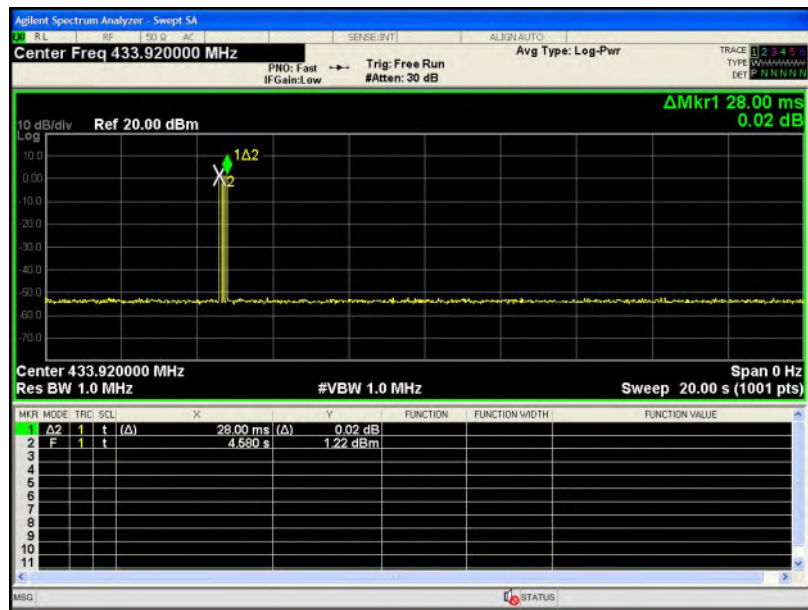 Agilent Spectrum Analyzer - Swept SA
RL RF 50 Ω AC SENSE:INT ALIGNAUTO
Center Freq 433.920000 MHz
PNO: Fast
IFGain:Low
Trig: Free Run
#Atten: 30 dB
Avg Type: Log-Pwr
TRACE 1 2 3 4 5 6
TYPE
DET P N N N N N
ΔMkr1 28.00 ms
0.02 dB
10 dB/div Ref 20.00 dBm
Log
10.0
0.00
-10.0
-20.0
-30.0
-40.0
-50.0
-60.0
-70.0
1Δ2
X2
Center 433.920000 MHz Span 0 Hz
Res BW 1.0 MHz #VBW 1.0 MHz Sweep 20.00 s (1001 pts)
MKR MODE TRC SCL X Y FUNCTION FUNCTION WIDTH FUNCTION VALUE
1 Δ2 1 t (Δ) 28.00 ms (Δ) 0.02 dB
2 F 1 t 4.580 s 1.22 dBm
3
4
5
6
7
8
9
10
11
MSG STATUS